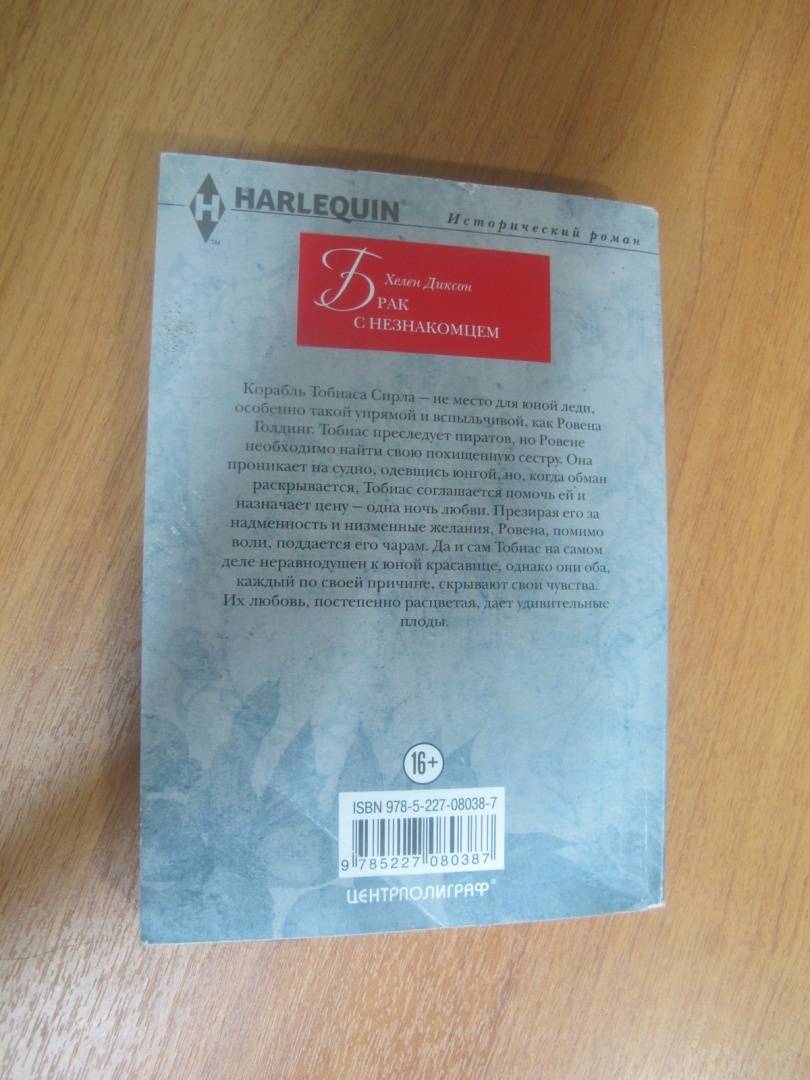 HARLEQUIN®
Исторический роман
TM
Хелен Диксон
БРАК
С НЕЗНАКОМЦЕМ
Корабль Тобиаса Сирла – не место для юной леди,
особенно такой упрямой и вспыльчивой, как Ровена
Голдинг. Тобиас преследует пиратов, но Ровене
необходимо найти свою похищенную сестру. Она
проникает на судно, одевшись юнгой, но, когда обман
раскрывается, Тобиас соглашается помочь ей и
назначает цену – одна ночь любви. Презирая его за
надменность и низменные желания, Ровена, помимо
воли, поддается его чарам. Да и сам Тобиас на самом
деле неравнодушен к юной красавице, однако они оба,
каждый по своей причине, скрывают свои чувства.
Их любовь, постепенно расцветая, дает удивительные
плоды.
16+
ISBN 978-5-227-08038-7
9 785227 080387
ЦЕНТРПОЛИГРАФ®